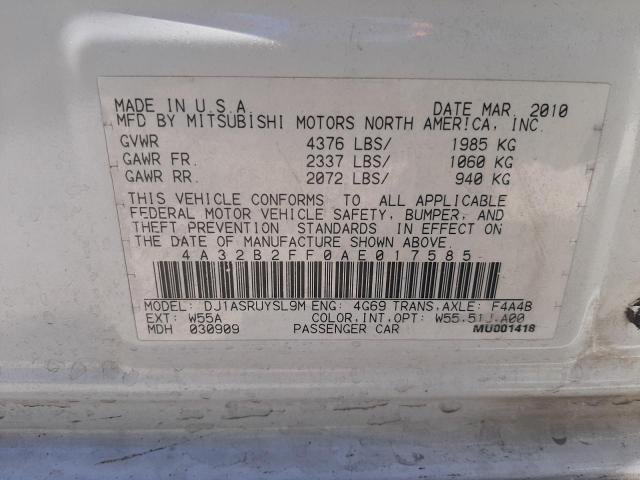 MADE IN U.S.A. DATE MAR. 2010
MFD BY MITSUBISHI MOTORS NORTH AMERICA, INC.
GVWR 4376 LBS/ 1985 KG
GAWR FR. 2337 LBS/ 1060 KG
GAWR RR. 2072 LBS/ 940 KG
THIS VEHICLE CONFORMS TO ALL APPLICABLE
FEDERAL MOTOR VEHICLE SAFETY, BUMPER, AND
THEFT PREVENTION STANDARDS IN EFFECT ON
THE DATE OF MANUFACTURE SHOWN ABOVE.
4A32B2FF0AE017585
MODEL: DJ1ASRUYSL9M ENG: 4G69 TRANS,AXLE: F4A4B
EXT: W55A COLOR,INT,OPT: W55.51J.A00
MDH 030909 PASSENGER CAR MU001418